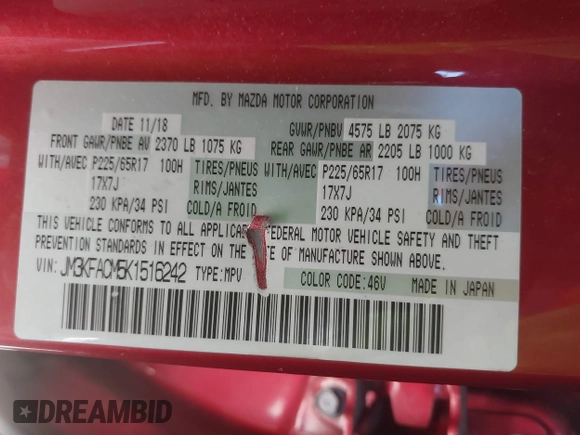 MFD. BY MAZDA MOTOR CORPORATION
DATE 11/18 GVWR/PNBV 4575 LB 2075 KG
FRONT GAWR/PNBE AV 2370 LB 1075 KG REAR GAWR/PNBE AR 2205 LB 1000 KG
WITH/AVEC P225/65R17 100H TIRES/PNEUS WITH/AVEC P225/65R17 100H TIRES/PNEUS
17X7J RIMS/JANTES 17X7J RIMS/JANTES
230 KPA/34 PSI COLD/A FROID 230 KPA/34 PSI COLD/A FROID
THIS VEHICLE CONFORMS TO ALL FEDERAL MOTOR VEHICLE SAFETY AND THEFT
PREVENTION STANDARDS IN EFFECT ON THE OF MANUFACTURE SHOWN ABOVE.
VIN: JM3KFACM5K1516242 TYPE: MPV COLOR CODE: 46V MADE IN JAPAN
DREAMBID